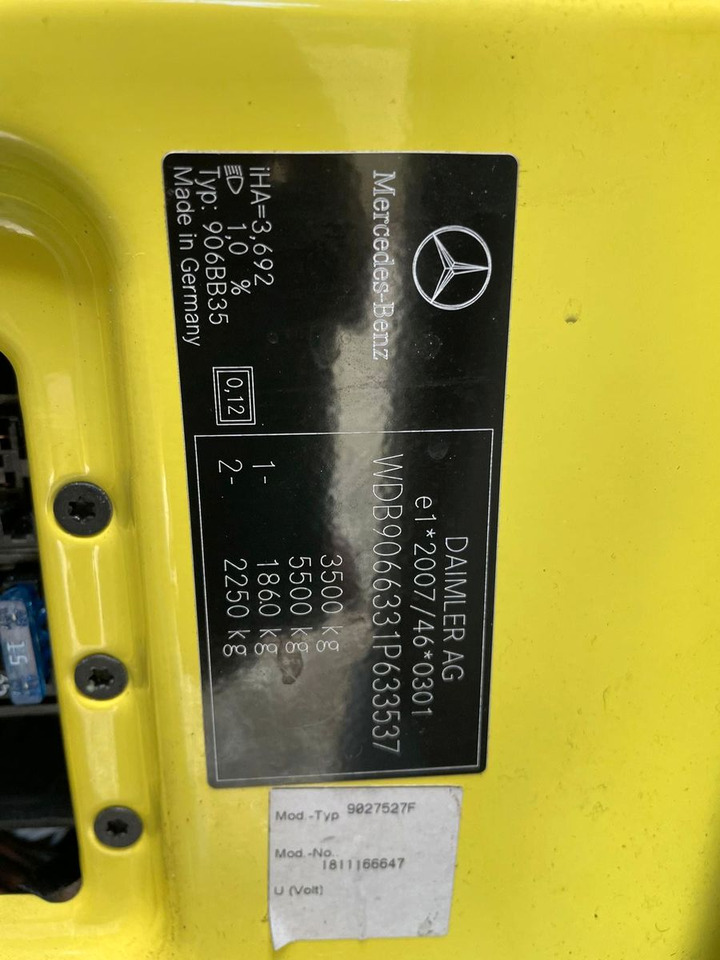 Mercedes-Benz
DAIMLER AG
e1*2007/46*0301
WDB9066331P633537
3500 kg
5500 kg
1- 1860 kg
2- 2250 kg
iHA=3,692
1,0 %
Typ: 906BB35
Made in Germany
0,12
Mod.-Typ 9027527F
Mod.-No. 1811166647
U (Volt)
15